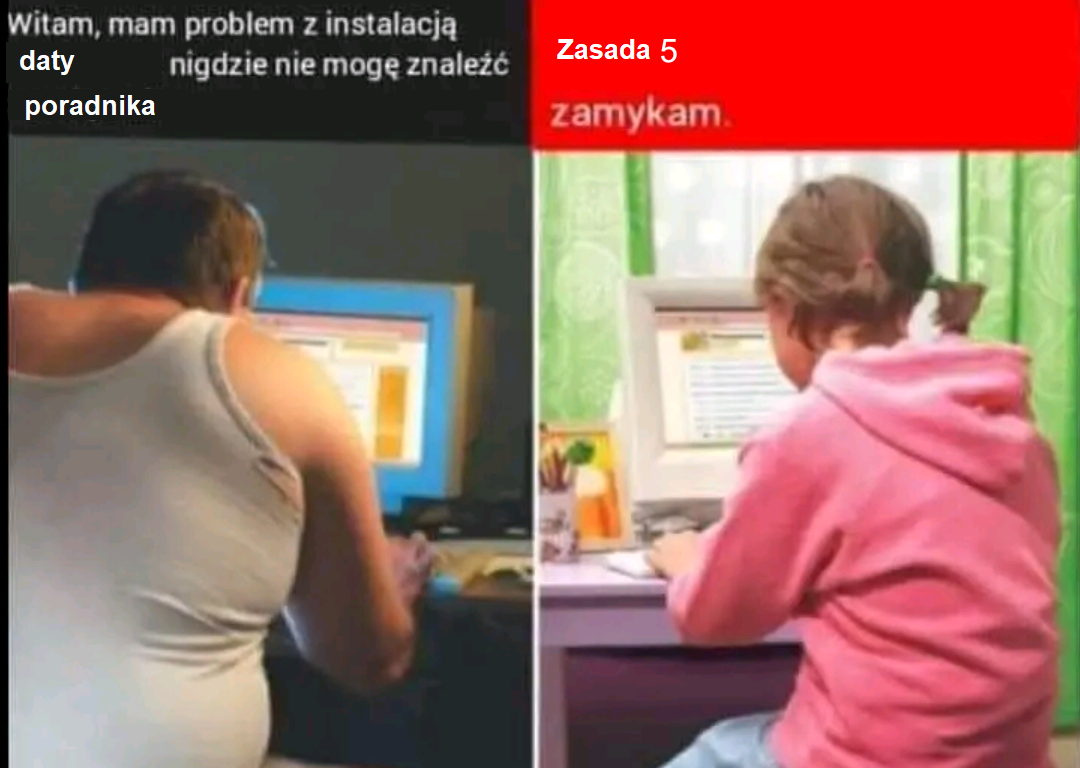 Witam, mam problem z instalacją
daty nigdzie nie mogę znaleźć
poradnika
Zasada 5
zamykam.